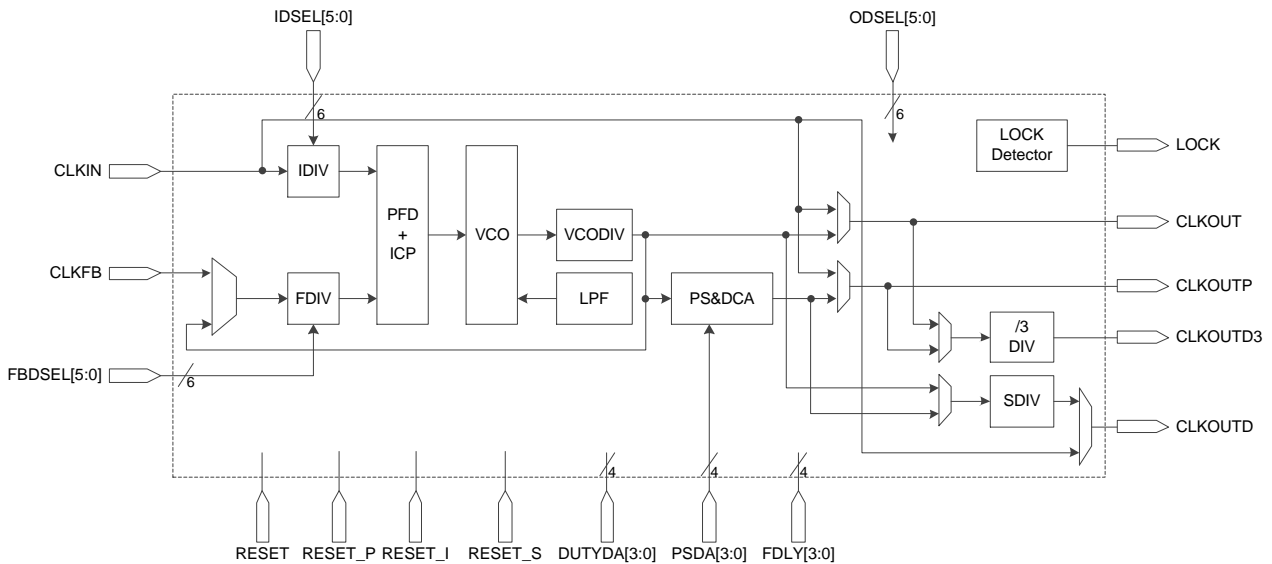 IDSEL[5:0]
ODSEL[5:0]
6
6
LOCK
Detector
LOCK
CLKIN
IDIV
PFD
+
ICP
VCO
VCODIV
CLKOUT
CLKFB
FDIV
LPF
PS&DCA
CLKOUTP
/3
DIV
CLKOUTD3
FBDSEL[5:0]
6
SDIV
CLKOUTD
4
4
4
RESET
RESET_P
RESET_I
RESET_S
DUTYDA[3:0]
PSDA[3:0]
FDLY[3:0]